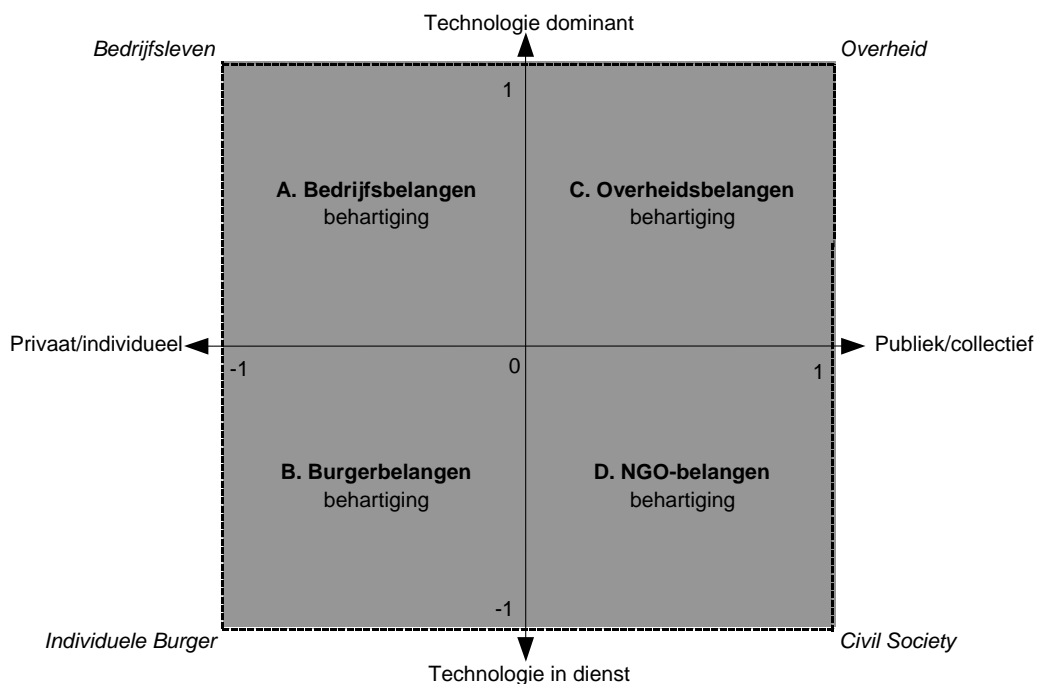 Technologie dominant
Bedrijfsleven
Overheid
1
A. Bedrijfsbelangen
behartiging
C. Overheidsbelangen
behartiging
Privaat/individueel
Publiek/collectief
-1
0
1
B. Burgerbelangen
behartiging
D. NGO-belangen
behartiging
-1
Individuele Burger
Civil Society
Technologie in dienst